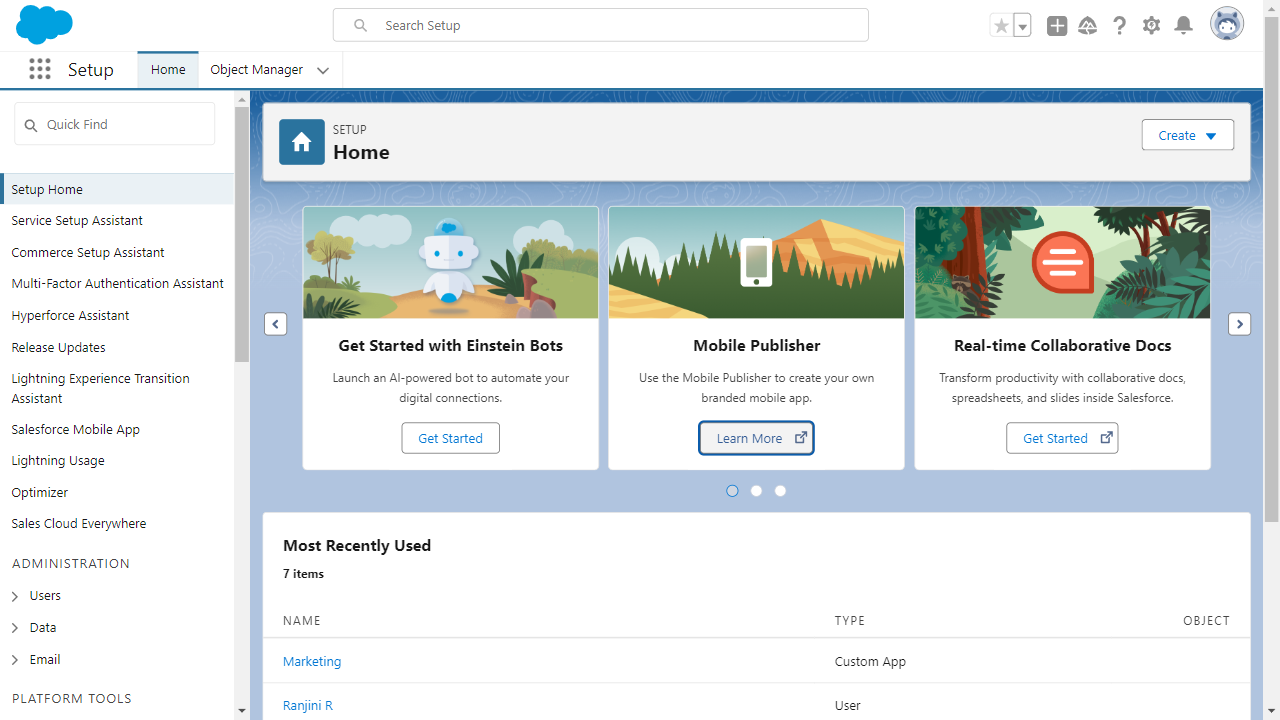 Search Setup
Setup
Home
Object Manager
Quick Find
Setup Home
Service Setup Assistant
Commerce Setup Assistant
Multi-Factor Authentication Assistant
Hyperforce Assistant
Release Updates
Lightning Experience Transition
Assistant
Salesforce Mobile App
Lightning Usage
Optimizer
Sales Cloud Everywhere
ADMINISTRATION
Users
Data
Email
PLATFORM TOOLS
SETUP
Home
Create
Get Started with Einstein Bots
Launch an AI-powered bot to automate your
digital connections.
Get Started
Mobile Publisher
Use the Mobile Publisher to create your own
branded mobile app.
Learn More
Real-time Collaborative Docs
Transform productivity with collaborative docs,
spreadsheets, and slides inside Salesforce.
Get Started
Most Recently Used
7 items
NAME TYPE OBJECT
Marketing Custom App
Ranjini R User